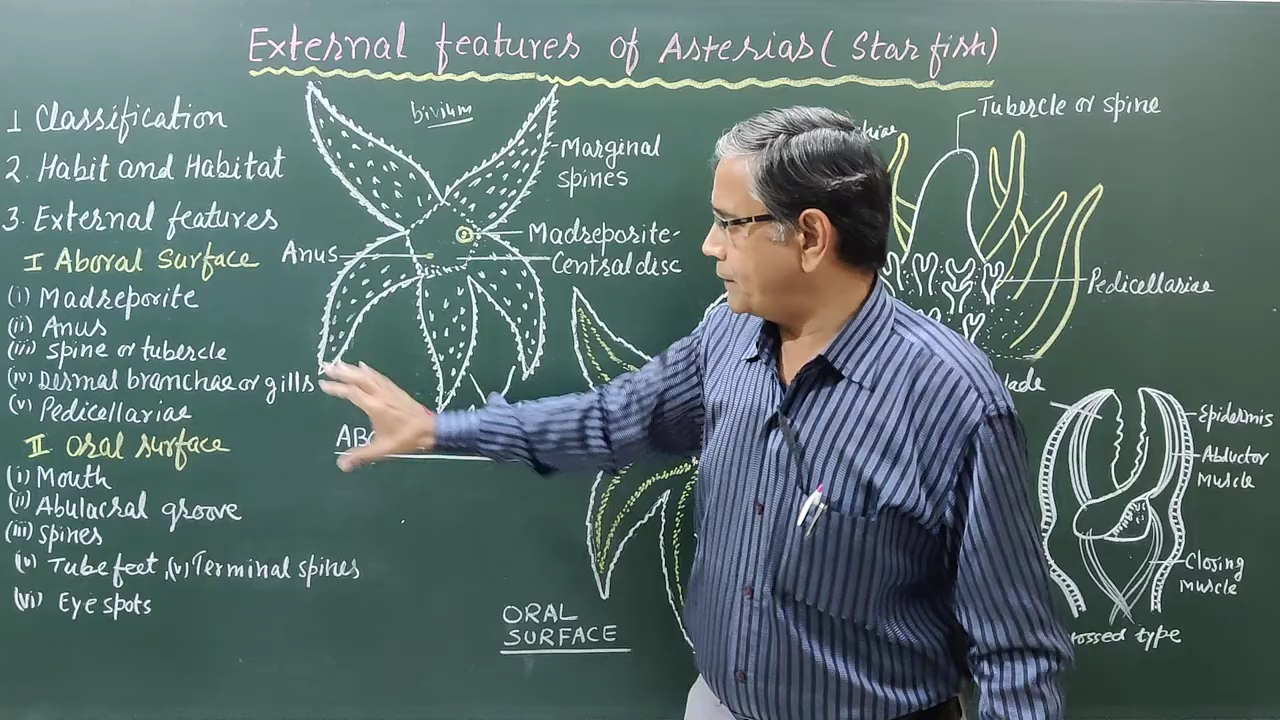 External features of Asterias (Star fish)
1 Classification
2. Habit and Habitat
3. External features
I Aboral Surface
(i) Madreporite
(ii) Anus
(iii) Spine or tubercle
(iv) Dermal branchae or gills
(v) Pedicellariae
II Oral surface
(i) Mouth
(ii) Abulacral groove
(iii) Spines
(iv) Tube feet, (v) Terminal spines
(vi) Eye spots
bivium
Marginal
spines
Madreposite-
Central disc
Anus
ORAL
SURFACE
Tubercle or spine
Pedicellariae
Epidermis
Abductor
Muscle
Closing
muscle
type